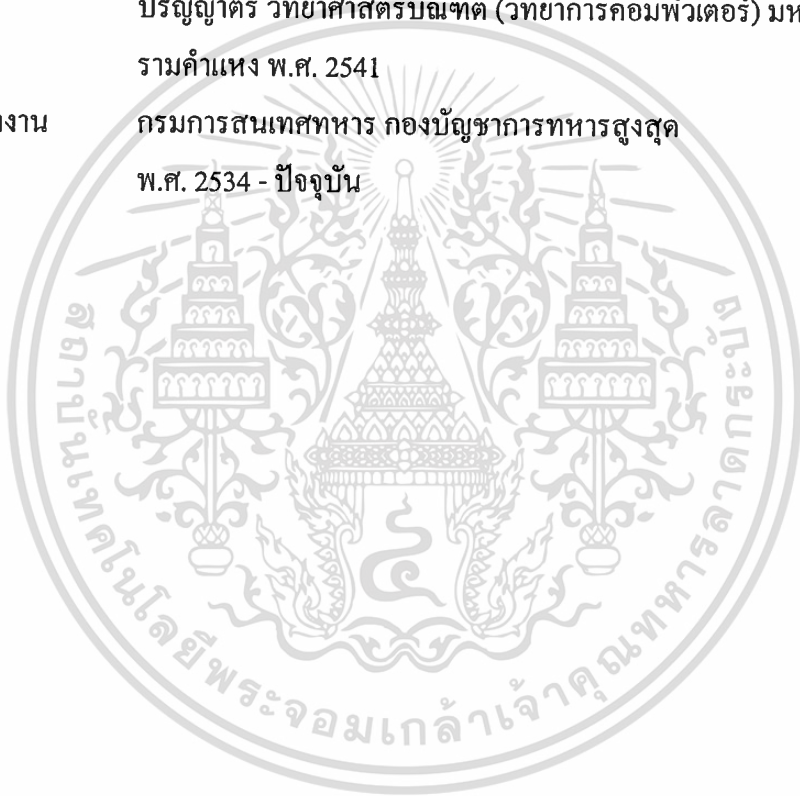 ปริญญาตรี วิทยาศาสตรบัณฑิต (วิทยาการคอมพิวเตอร์)
รามคำแหง พ.ศ. 2541
กรมการสนเทศทหาร กองบัญชาการทหารสูงสุด
พ.ศ. 2534 - ปัจจุบัน
สถาบันเทคโนโลยีพระจอมเกล้าเจ้าคุณทหารลาดกระบัง